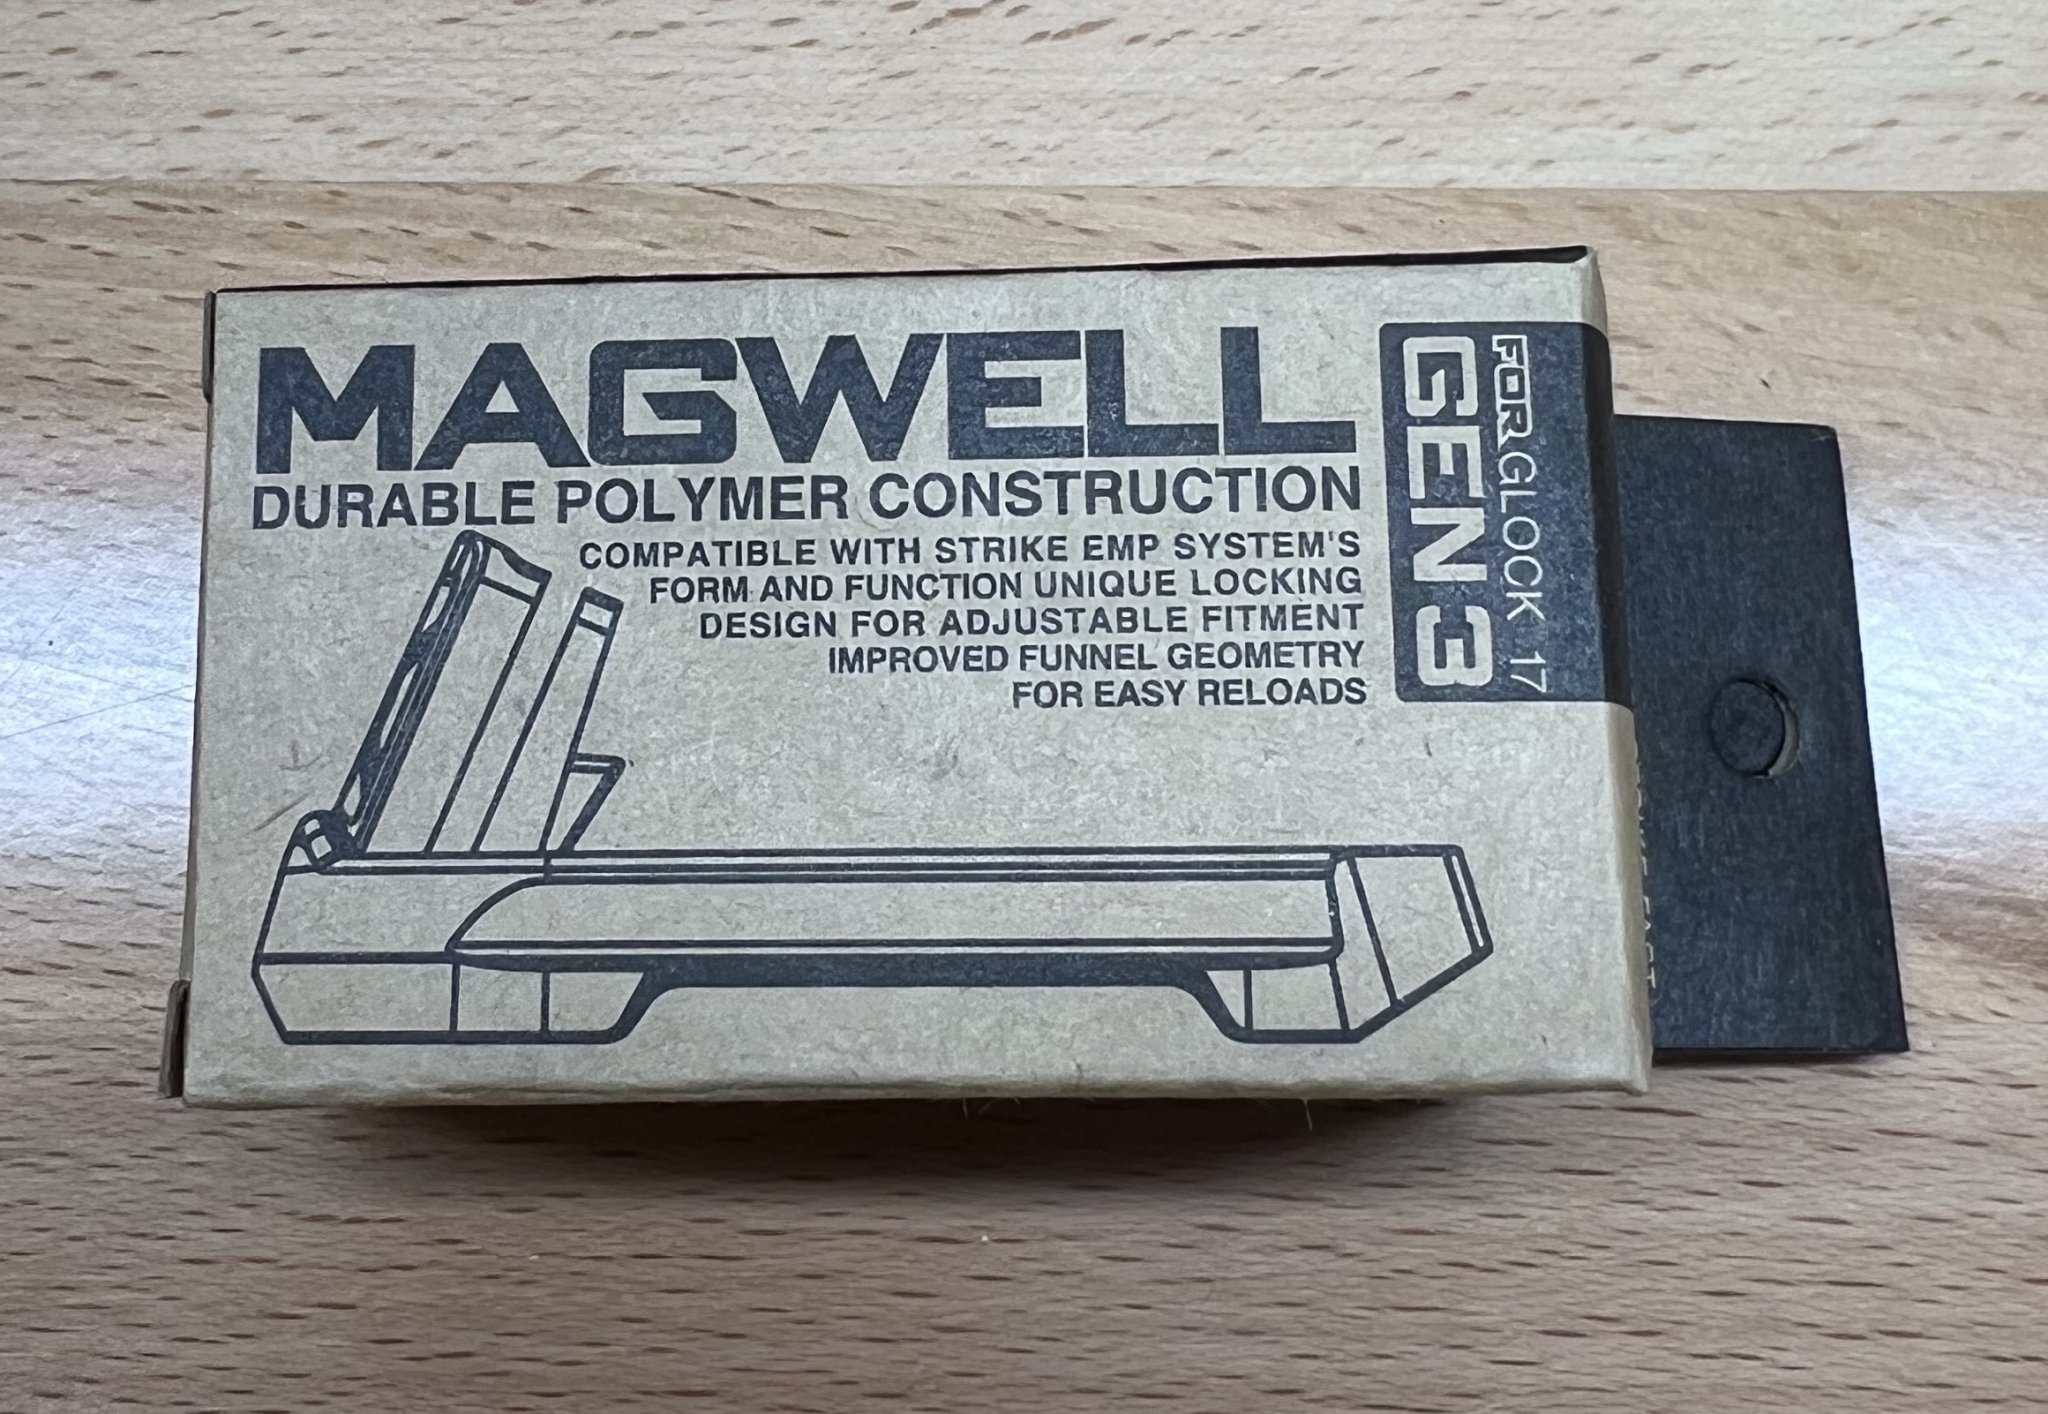 MAGWELL
DURABLE POLYMER CONSTRUCTION
COMPATIBLE WITH STRIKE EMP SYSTEM'S
FORM AND FUNCTION UNIQUE LOCKING
DESIGN FOR ADJUSTABLE FITMENT
IMPROVED FUNNEL GEOMETRY
FOR EASY RELOADS
FOR GLOCK 17
GEN3